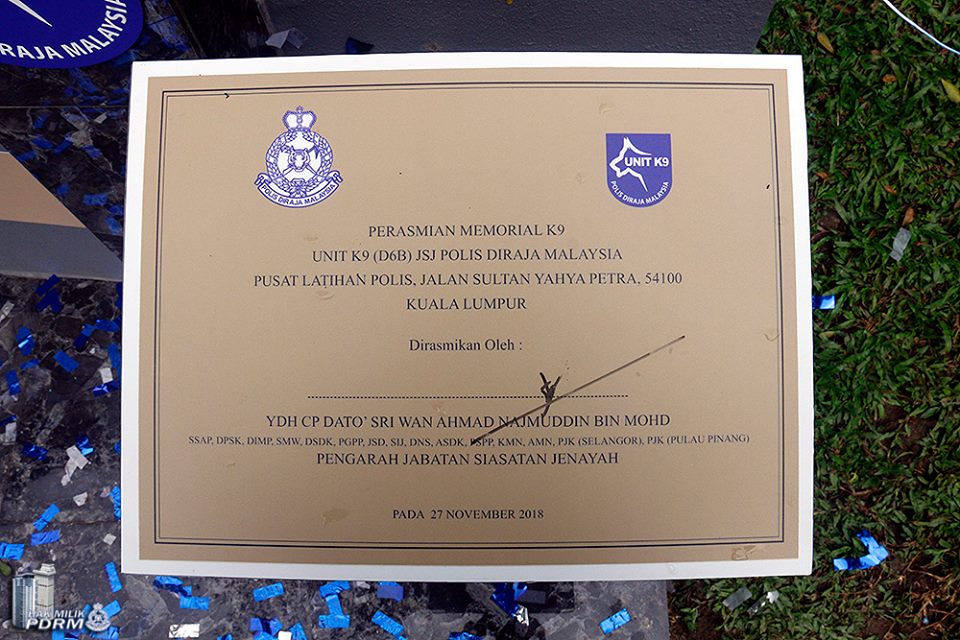 DIRAJA MALAYSIA
POLIS DIRAJA MALAYSIA
UNIT K9
POLIS DIRAJA MALAYSIA
PERASMIAN MEMORIAL K9
UNIT K9 (D6B) JSJ POLIS DIRAJA MALAYSIA
PUSAT LATIHAN POLIS, JALAN SULTAN YAHYA PETRA, 54100
KUALA LUMPUR
Dirasmikan Oleh :
YDH CP DATO' SRI WAN AHMAD NAJMUDDIN BIN MOHD
SSAP, DPSK, DIMP, SMW, DSDK, PGPP, JSD, SIJ, DNS, ASDK, PSPP, KMN, AMN, PJK (SELANGOR), PJK (PULAU PINANG)
PENGARAH JABATAN SIASATAN JENAYAH
PADA 27 NOVEMBER 2018
HAK MILIK
PDRM